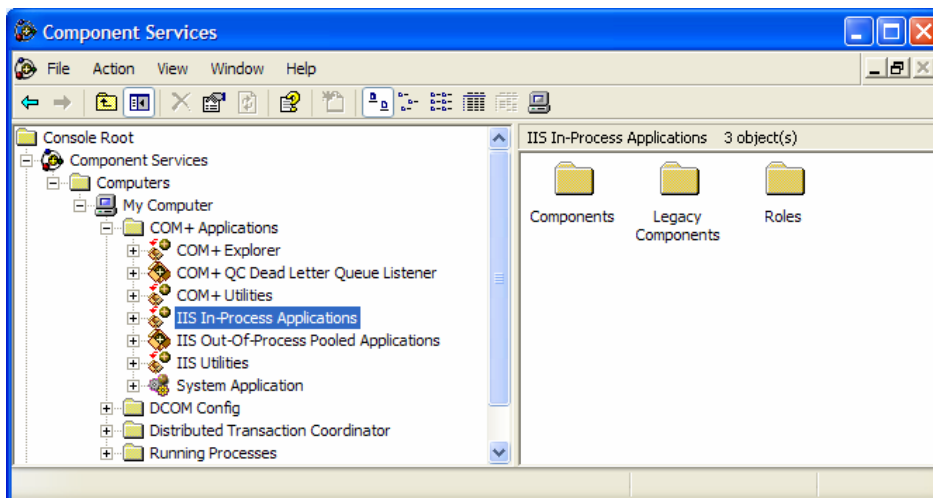 Component Services
File Action View Window Help
Console Root
Component Services
Computers
My Computer
COM+ Applications
COM+ Explorer
COM+ QC Dead Letter Queue Listener
COM+ Utilities
IIS In-Process Applications
IIS Out-Of-Process Pooled Applications
IIS Utilities
System Application
DCOM Config
Distributed Transaction Coordinator
Running Processes
IIS In-Process Applications 3 object(s)
Components
Legacy
Components
Roles